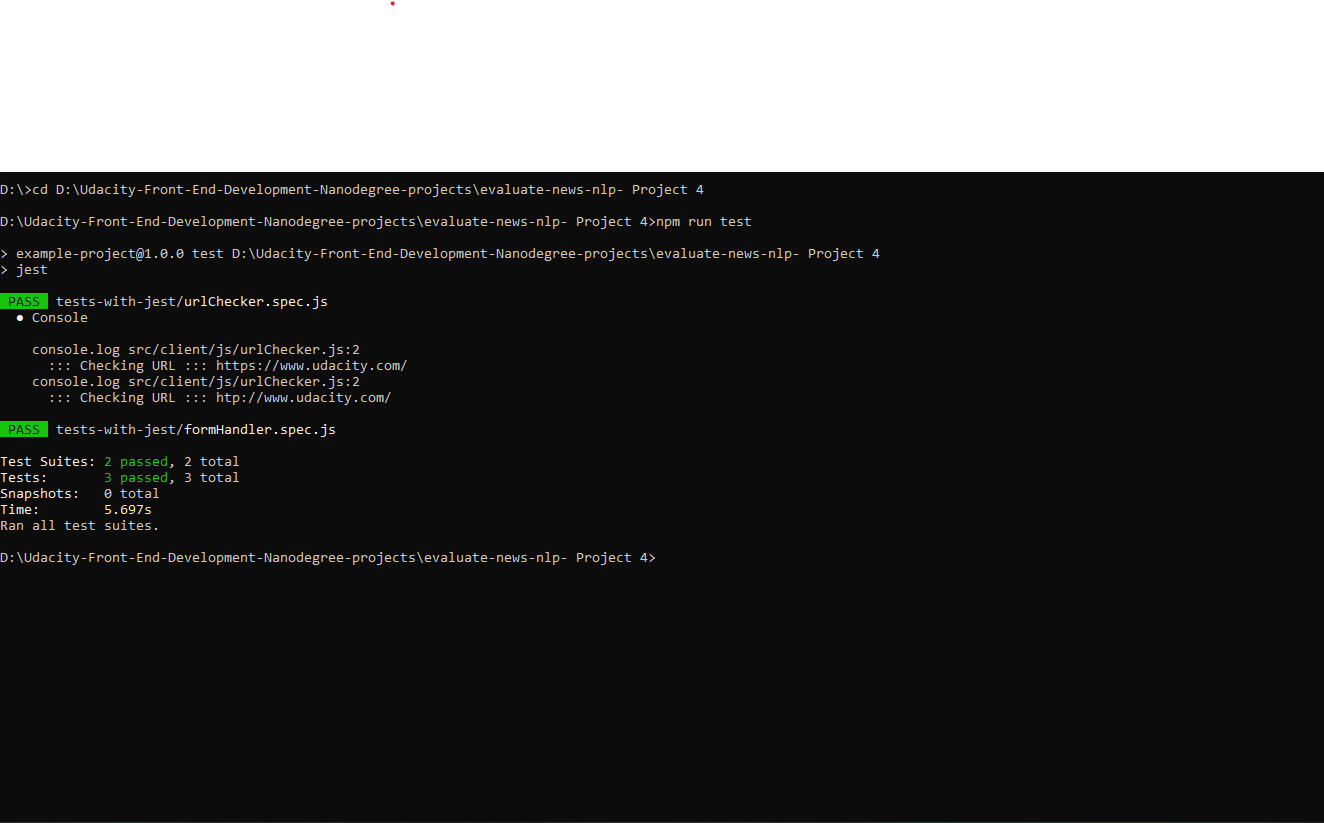 D:\>cd D:\Udacity-Front-End-Development-Nanodegree-projects\evaluate-news-nlp- Project 4
D:\Udacity-Front-End-Development-Nanodegree-projects\evaluate-news-nlp- Project 4>npm run test
> example-project@1.0.0 test D:\Udacity-Front-End-Development-Nanodegree-projects\evaluate-news-nlp- Project 4
> jest
PASS tests-with-jest/urlChecker.spec.js
● Console
console.log src/client/js/urlChecker.js:2
::: Checking URL ::: https://www.udacity.com/
console.log src/client/js/urlChecker.js:2
::: Checking URL ::: htp://www.udacity.com/
PASS tests-with-jest/formHandler.spec.js
Test Suites: 2 passed, 2 total
Tests: 3 passed, 3 total
Snapshots: 0 total
Time: 5.697s
Ran all test suites.
D:\Udacity-Front-End-Development-Nanodegree-projects\evaluate-news-nlp- Project 4>